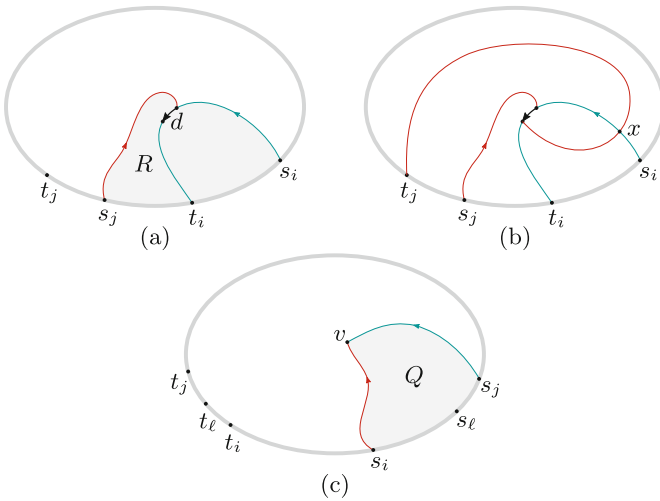 d
R
t_j
s_j
t_i
s_i
(a)
x
t_j
s_j
t_i
s_i
(b)
v
Q
t_j
t_ℓ
t_i
s_i
s_ℓ
s_j
(c)